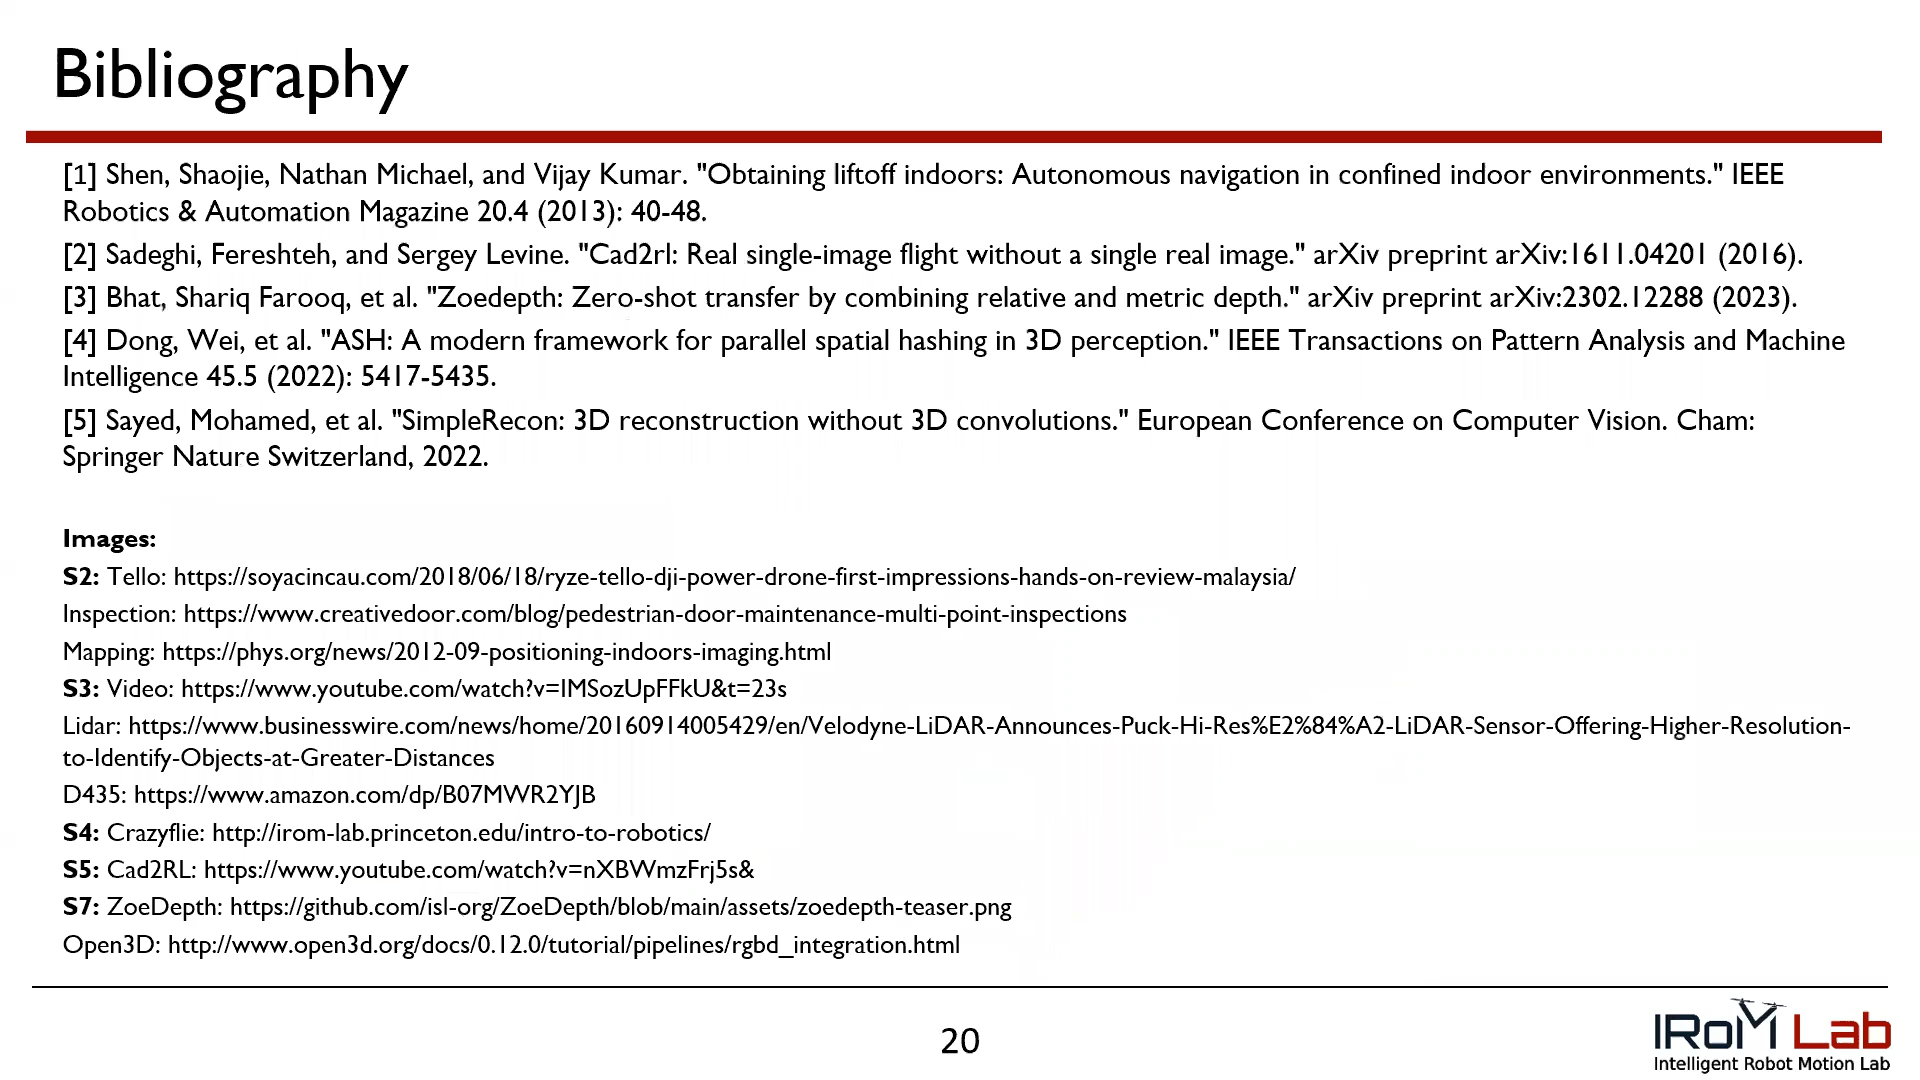 Bibliography
[1] Shen, Shaojie, Nathan Michael, and Vijay Kumar. "Obtaining liftoff indoors: Autonomous navigation in confined indoor environments." IEEE
Robotics & Automation Magazine 20.4 (2013): 40-48.
[2] Sadeghi, Fereshteh, and Sergey Levine. "Cad2rl: Real single-image flight without a single real image." arXiv preprint arXiv:1611.04201 (2016).
[3] Bhat, Shariq Farooq, et al. "Zoedepth: Zero-shot transfer by combining relative and metric depth." arXiv preprint arXiv:2302.12288 (2023).
[4] Dong, Wei, et al. "ASH: A modern framework for parallel spatial hashing in 3D perception." IEEE Transactions on Pattern Analysis and Machine
Intelligence 45.5 (2022): 5417-5435.
[5] Sayed, Mohamed, et al. "SimpleRecon: 3D reconstruction without 3D convolutions." European Conference on Computer Vision. Cham:
Springer Nature Switzerland, 2022.
Images:
S2: Tello: https://soyacincau.com/2018/06/18/ryze-tello-dji-power-drone-first-impressions-hands-on-review-malaysia/
Inspection: https://www.creativedoor.com/blog/pedestrian-door-maintenance-multi-point-inspections
Mapping: https://phys.org/news/2012-09-positioning-indoors-imaging.html
S3: Video: https://www.youtube.com/watch?v=IMSozUpFFkU&t=23s
Lidar: https://www.businesswire.com/news/home/20160914005429/en/Velodyne-LiDAR-Announces-Puck-Hi-Res%E2%84%A2-LiDAR-Sensor-Offering-Higher-Resolution-
to-Identify-Objects-at-Greater-Distances
D435: https://www.amazon.com/dp/B07MWR2YJB
S4: Crazyflie: http://irom-lab.princeton.edu/intro-to-robotics/
S5: Cad2RL: https://www.youtube.com/watch?v=nXBWmzFrj5s&
S7: ZoeDepth: https://github.com/isl-org/ZoeDepth/blob/main/assets/zoedepth-teaser.png
Open3D: http://www.open3d.org/docs/0.12.0/tutorial/pipelines/rgbd_integration.html
20
IRoM Lab
Intelligent Robot Motion Lab